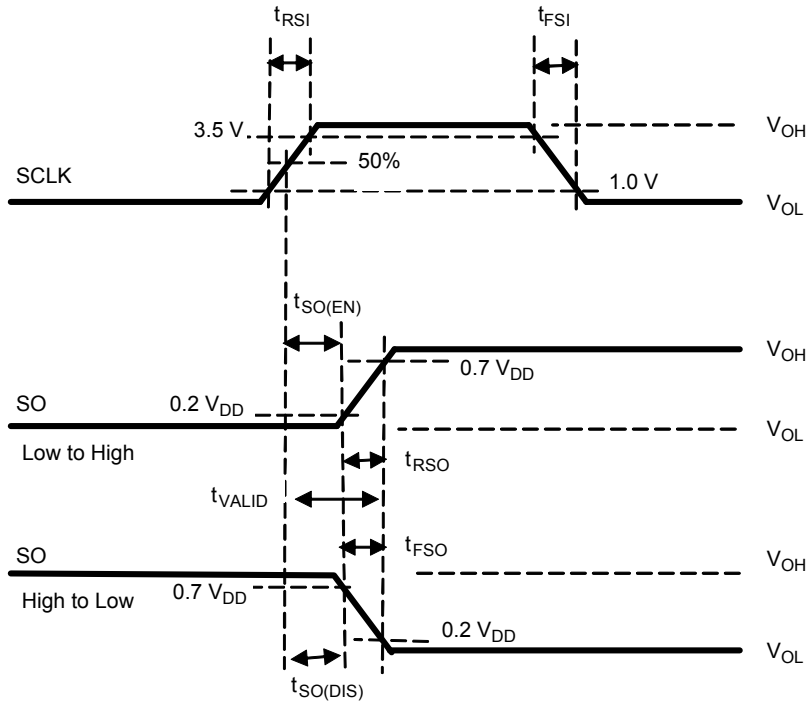 tRSI
tFSI
3.5 V
VOH
50%
SCLK
1.0 V
VOL
tSO(EN)
VOH
0.7 VDD
SO
0.2 VDD
VOL
Low to High
tRSO
tVALID
SO
tFSO
VOH
High to Low
0.7 VDD
0.2 VDD
VOL
tSO(DIS)